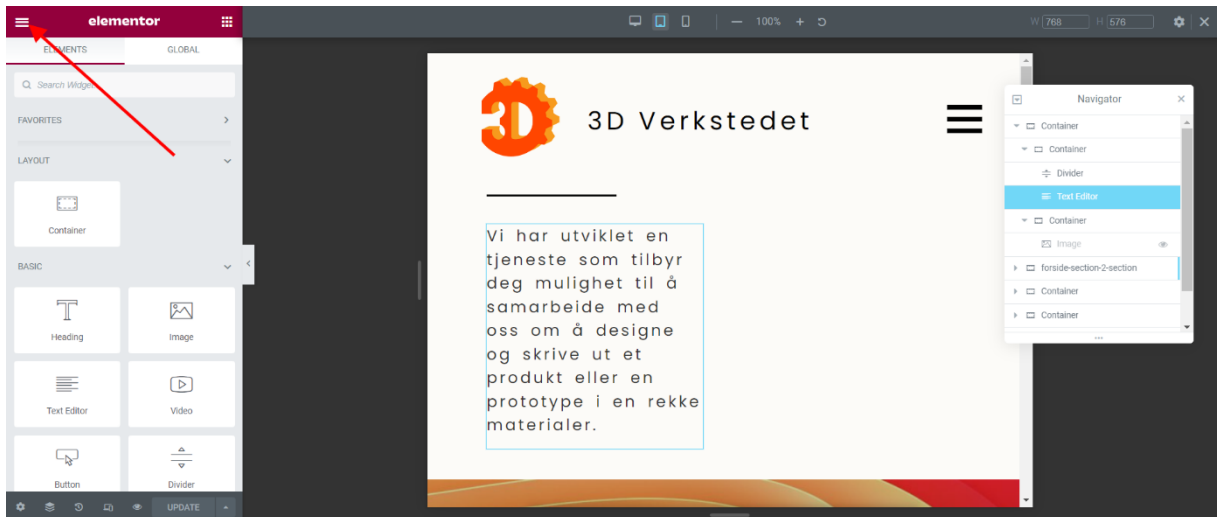 elementor
ELEMENTS GLOBAL
FAVORITES
LAYOUT
Container
BASIC
Heading Image
Text Editor Video
Button Divider
UPDATE
100%
W 768 H 576
3D
3D Verkstedet
Vi har utviklet en
tjeneste som tilbyr
deg mulighet til å
samarbeide med
oss om å designe
og skrive ut et
produkt eller en
prototype i en rekke
materialer.
Navigator
Container
Container
Divider
Text Editor
Container
Image
forside-section-2-section
Container
Container